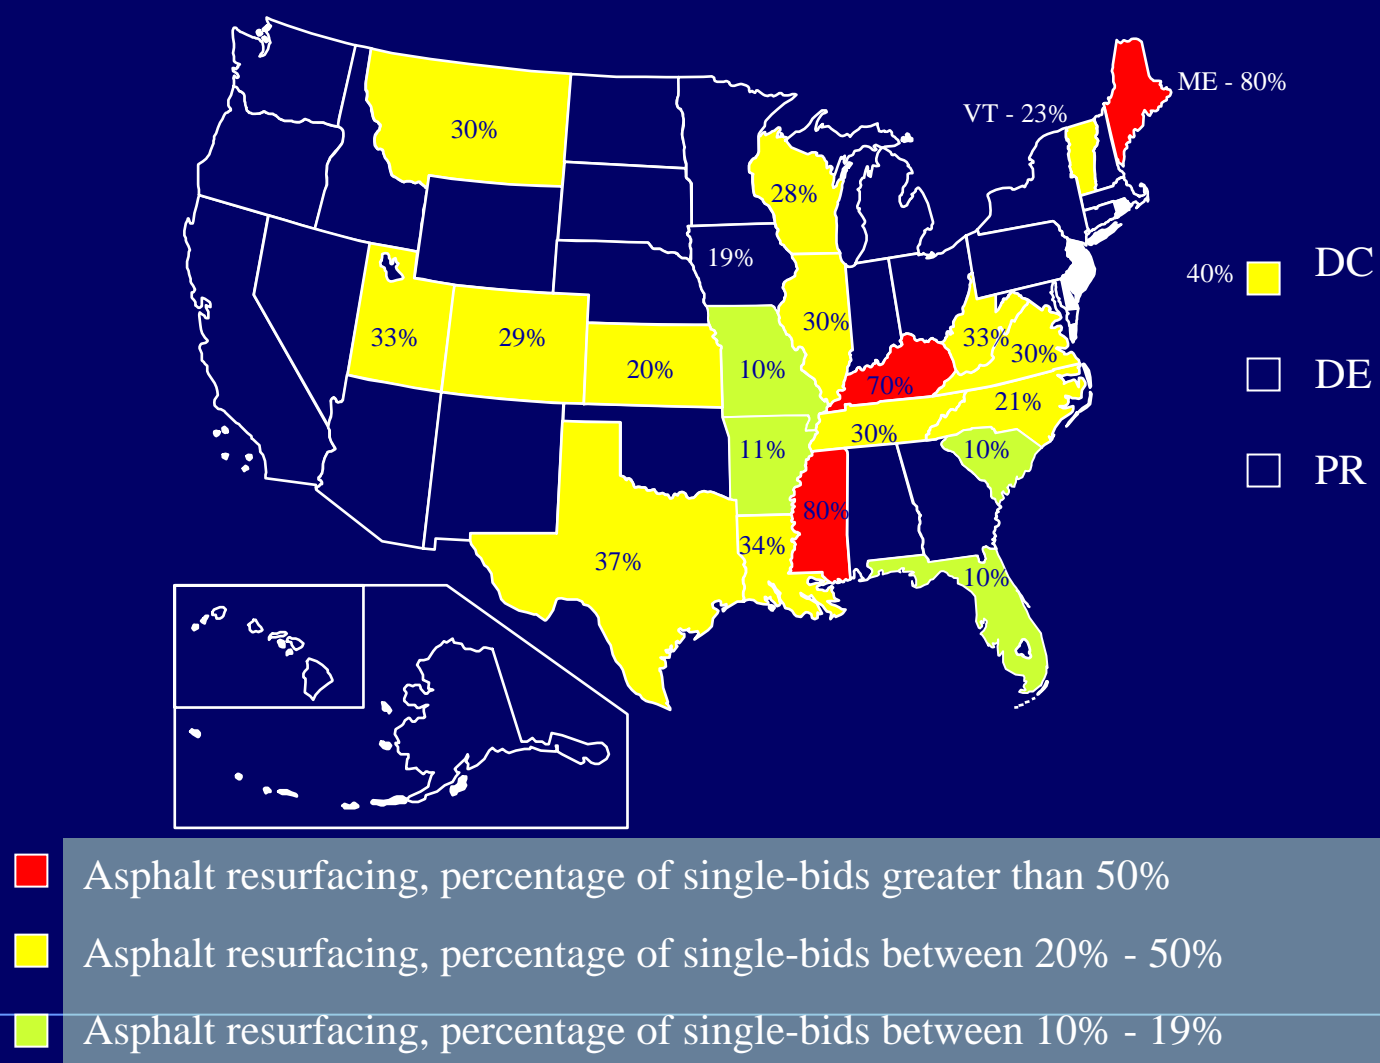 ME - 80%
VT - 23%
30%
28%
19%
DC
40%
30%
33%
29%
33%
30%
20%
10%
70%
DE
21%
30%
11%
10%
PR
80%
34%
37%
10%
Asphalt resurfacing, percentage of single-bids greater than 50%
Asphalt resurfacing, percentage of single-bids between 20% - 50%
Asphalt resurfacing, percentage of single-bids between 10% - 19%